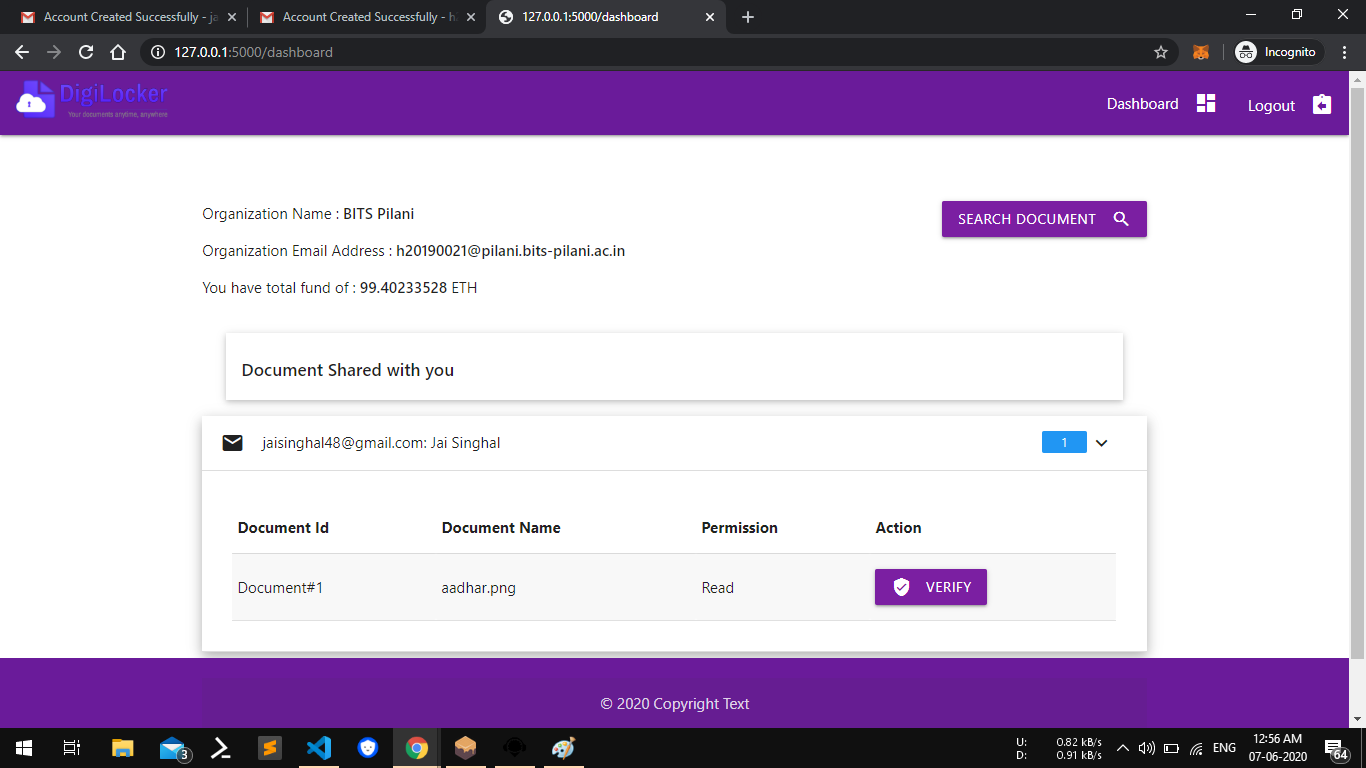 Account Created Successfully - ja
Account Created Successfully - h2
127.0.0.1:5000/dashboard
127.0.0.1:5000/dashboard
Incognito
DigiLocker
Your documents anytime, anywhere
Dashboard
Logout
Organization Name : BITS Pilani
SEARCH DOCUMENT
Organization Email Address : h20190021@pilani.bits-pilani.ac.in
You have total fund of : 99.40233528 ETH
Document Shared with you
jaisinghal48@gmail.com: Jai Singhal
1
Document Id Document Name Permission Action
Document#1 aadhar.png Read VERIFY
© 2020 Copyright Text
3
U: 0.82 kB/s
D: 0.91 kB/s
ENG
12:56 AM
07-06-2020
64